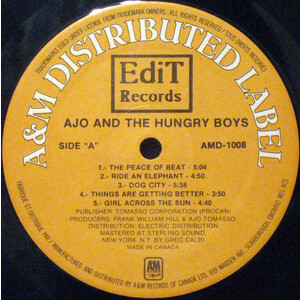 TRADEMARKS USED UNDER LICENSE FROM TRADEMARK OWNERS. ALL RIGHTS RESERVED / TOUS DROITS RÉSERVÉS
A&M DISTRIBUTED LABEL
EdiT
Records
AJO AND THE HUNGRY BOYS
SIDE "A"
AMD-1008
1.- THE PEACE OF BEAT - 5:04
2.- RIDE AN ELEPHANT - 4:50
3.- DOG CITY - 5:38
4.- THINGS ARE GETTING BETTER - 3:50
5.- GIRL ACROSS THE SUN - 4:40
PUBLISHER: TOMASSO CORPORATION (PROCAN)
PRODUCERS: FRANK WILLIAM HILL & AJO TOMASSO
DISTRIBUTION: ELECTRIC DISTRIBUTION
MASTERED AT STERLING SOUND.
NEW YORK. N.Y. BY GREG CALBI
MADE IN CANADA
A&M
MANUFACTURED AND DISTRIBUTED BY A&M RECORDS OF CANADA LTD.